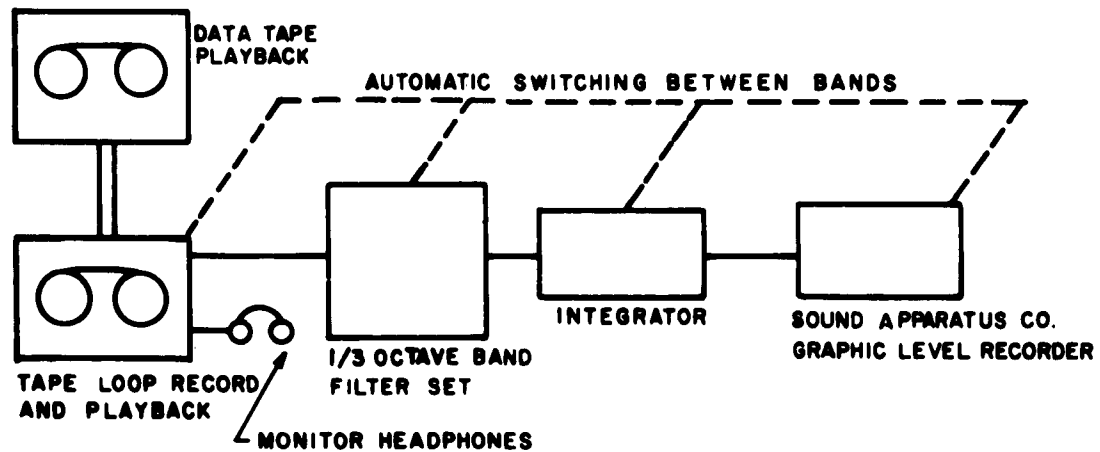 DATA TAPE
PLAYBACK
AUTOMATIC SWITCHING BETWEEN BANDS
INTEGRATOR
SOUND APPARATUS CO.
GRAPHIC LEVEL RECORDER
1/3 OCTAVE BAND
FILTER SET
TAPE LOOP RECORD
AND PLAYBACK
MONITOR HEADPHONES